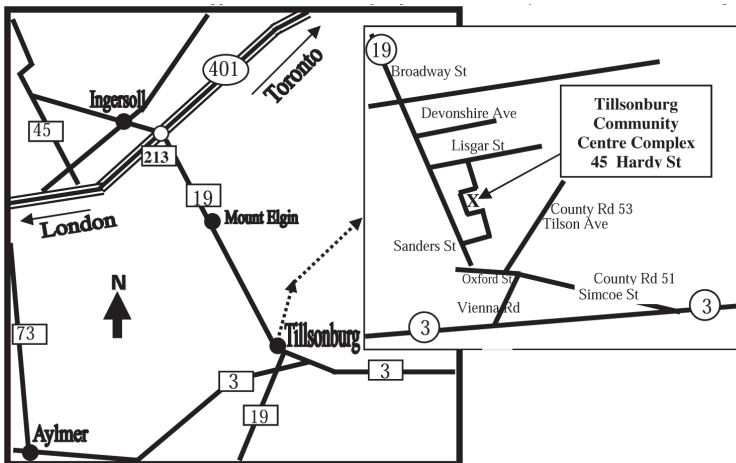 401
Toronto
Ingersoll
45
213
19
London
Mount Elgin
N
73
Tillsonburg
3
3
19
Aylmer
19
Broadway St
Devonshire Ave
Lisgar St
Tillsonburg
Community
Centre Complex
45 Hardy St
X
County Rd 53
Tilson Ave
Sanders St
Oxford St
County Rd 51
Simcoe St
Vienna Rd
3
3